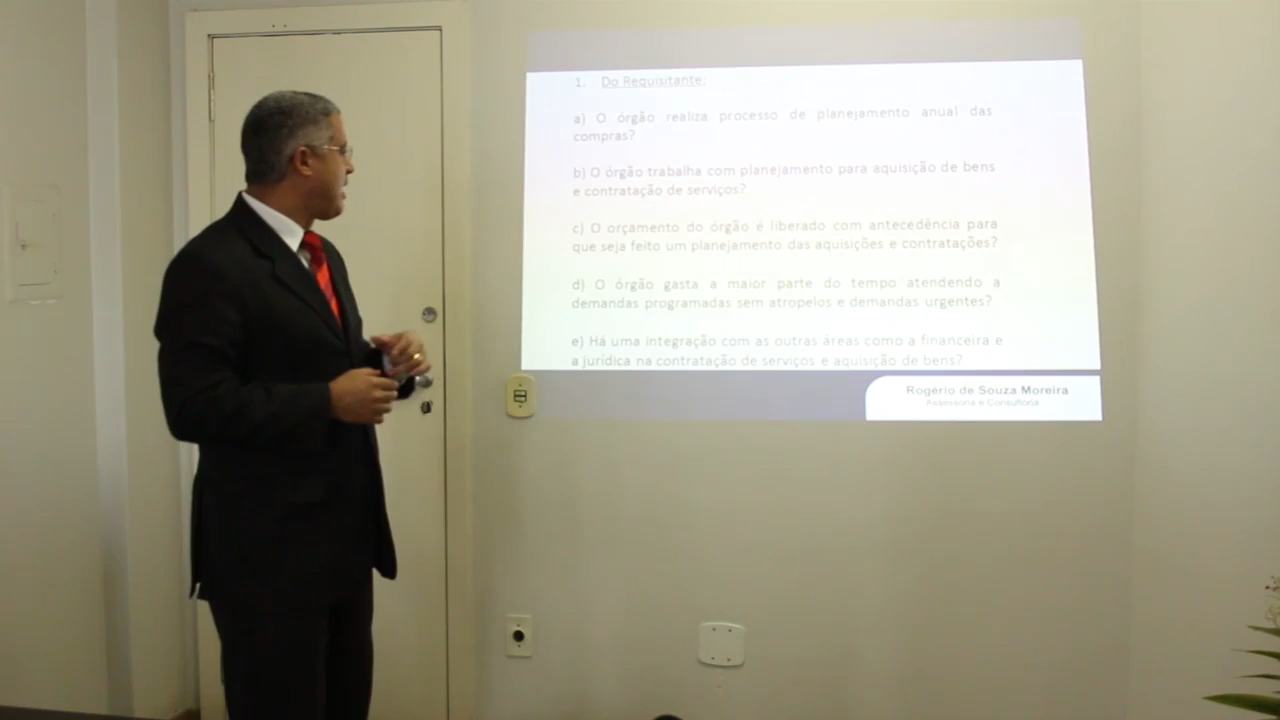 1. Do Requisitante:
a) O órgão realiza processo de planejamento anual das
compras?
b) O órgão trabalha com planejamento para aquisição de bens
e contratação de serviços?
c) O orçamento do órgão é liberado com antecedência para
que seja feito um planejamento das aquisições e contratações?
d) O órgão gasta a maior parte do tempo atendendo a
demandas programadas sem atropelos e demandas urgentes?
e) Há uma integração com as outras áreas como a financeira e
a jurídica na contratação de serviços e aquisição de bens?
Rogério de Souza Moreira
Assessoria e Consultoria